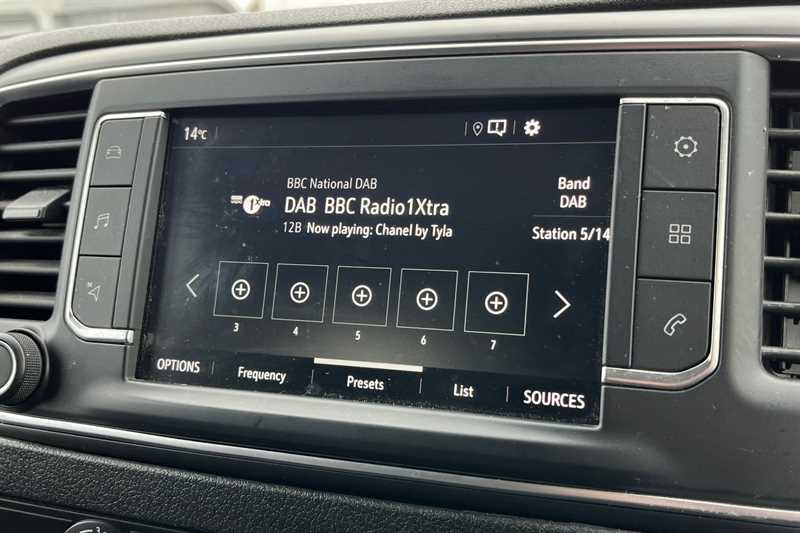 14°C
BBC National DAB
1Xtra
DAB BBC Radio1Xtra
12B Now playing: Chanel by Tyla
Band
DAB
Station 5/14
3 4 5 6 7
OPTIONS Frequency Presets List SOURCES